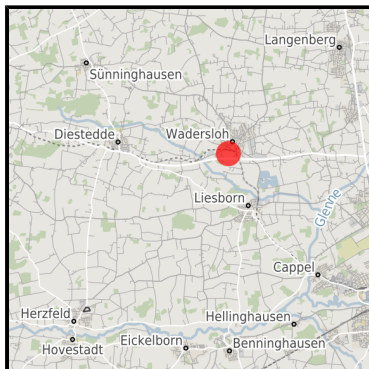 Langenberg
Sünninghausen
Diestedde
Wadersloh
Liesborn
Glenne
Cappel
Herzfeld
Hellinghausen
Hovestadt
Eickelborn
Benninghausen